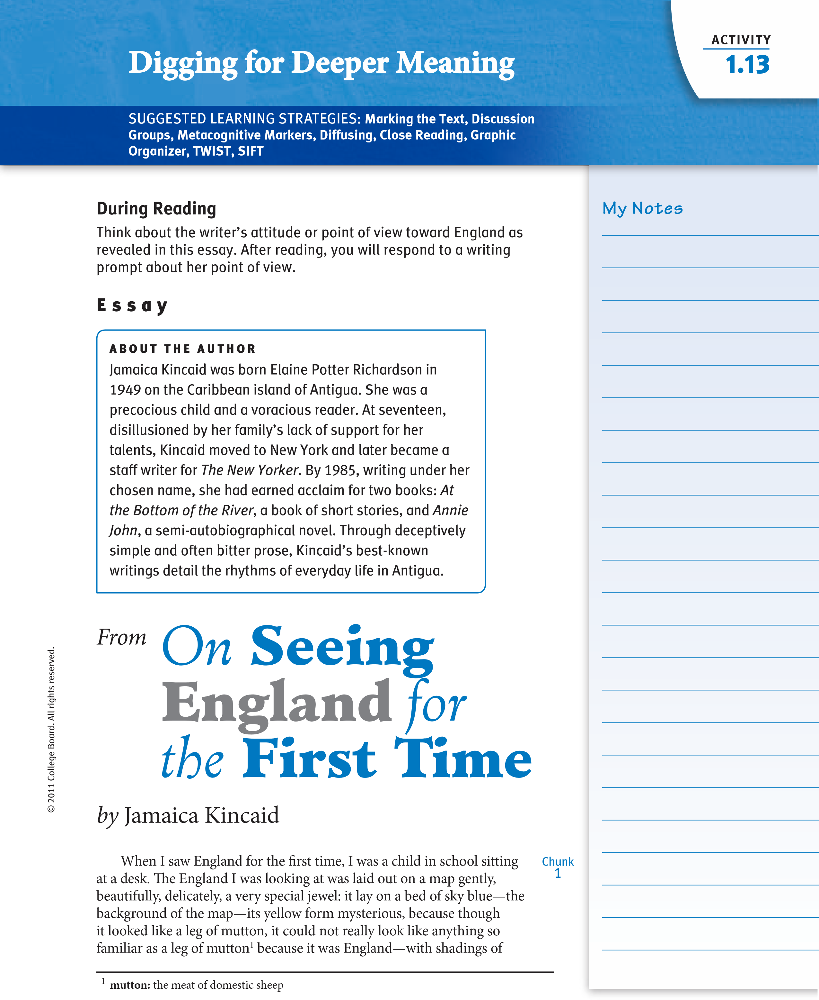 Digging for Deeper Meaning
ACTIVITY
1.13
SUGGESTED LEARNING STRATEGIES: Marking the Text, Discussion
Groups, Metacognitive Markers, Diffusing, Close Reading, Graphic
Organizer, TWIST, SIFT
During Reading
Think about the writer’s attitude or point of view toward England as
revealed in this essay. After reading, you will respond to a writing
prompt about her point of view.
Essay
ABOUT THE AUTHOR
Jamaica Kincaid was born Elaine Potter Richardson in
1949 on the Caribbean island of Antigua. She was a
precocious child and a voracious reader. At seventeen,
disillusioned by her family’s lack of support for her
talents, Kincaid moved to New York and later became a
staff writer for The New Yorker. By 1985, writing under her
chosen name, she had earned acclaim for two books: At
the Bottom of the River, a book of short stories, and Annie
John, a semi-autobiographical novel. Through deceptively
simple and often bitter prose, Kincaid’s best-known
writings detail the rhythms of everyday life in Antigua.
From On Seeing
England for
the First Time
by Jamaica Kincaid
When I saw England for the first time, I was a child in school sitting
at a desk. The England I was looking at was laid out on a map gently,
beautifully, delicately, a very special jewel: it lay on a bed of sky blue—the
background of the map—its yellow form mysterious, because though
it looked like a leg of mutton, it could not really look like anything so
familiar as a leg of mutton1 because it was England—with shadings of
Chunk
1
1 mutton: the meat of domestic sheep
My Notes
© 2011 College Board. All rights reserved.